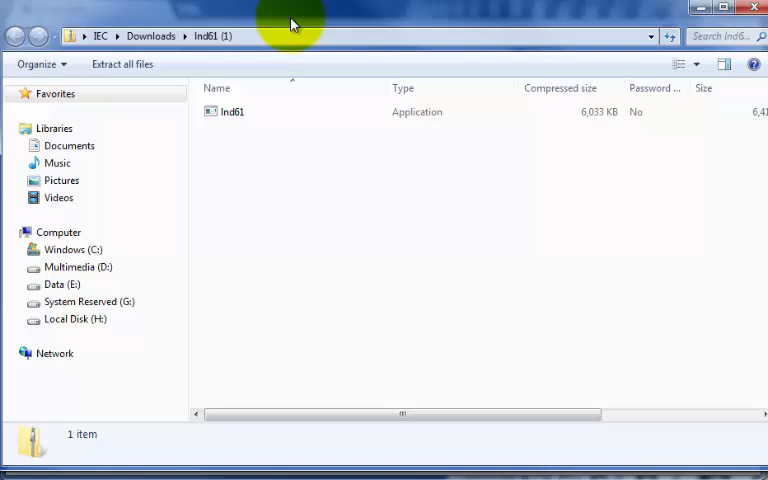 IEC Downloads Ind61 (1) Search Ind6...
Organize Extract all files
Favorites
Libraries
Documents
Music
Pictures
Videos
Computer
Windows (C:)
Multimedia (D:)
Data (E:)
System Reserved (G:)
Local Disk (H:)
Network
Name Type Compressed size Password ... Size
Ind61 Application 6,033 KB No 6,41
1 item